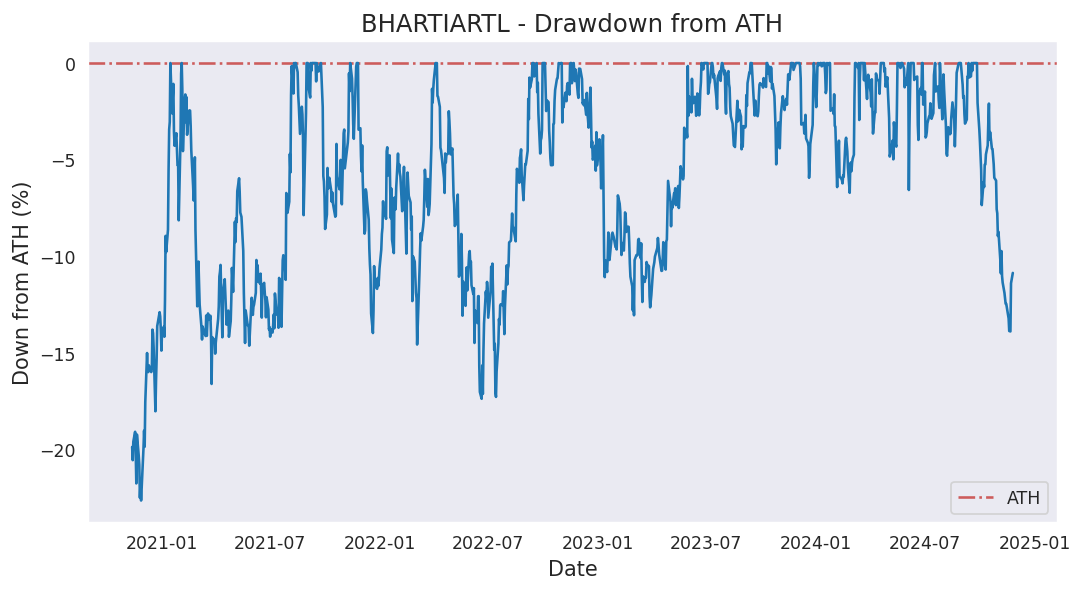 BHARTIARTL - Drawdown from ATH
Down from ATH (%)
0
−5
−10
−15
−20
ATH
2021-01 2021-07 2022-01 2022-07 2023-01 2023-07 2024-01 2024-07 2025-01
Date